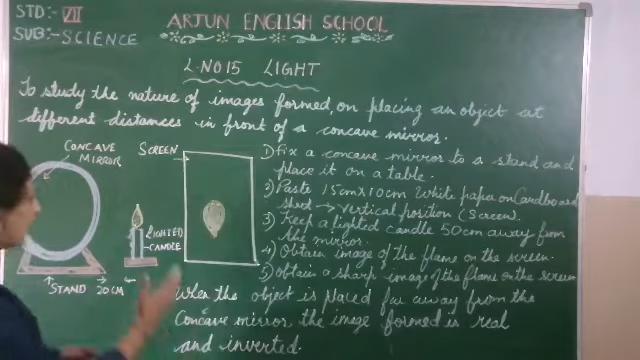 STD:- VII
SUB:- SCIENCE
ARJUN ENGLISH SCHOOL
L-NO 15 LIGHT
To study the nature of images formed, on placing an object at
different distances in front of a concave mirror.
CONCAVE
MIRROR
SCREEN
LIGHTED
CANDLE
STAND
20 CM
1) Fix a concave mirror to a stand and
place it on a table.
2) Paste 15cm x 10cm White paper on Cardboard
shed → vertical position (Screen)
3) Keep a lighted candle 50cm away from
the mirror.
4) Obtain image of the flame on the screen.
5) Obtain a sharp image of the flame on the screen
When the object is placed far away from the
Concave mirror, the image formed is real
and inverted.